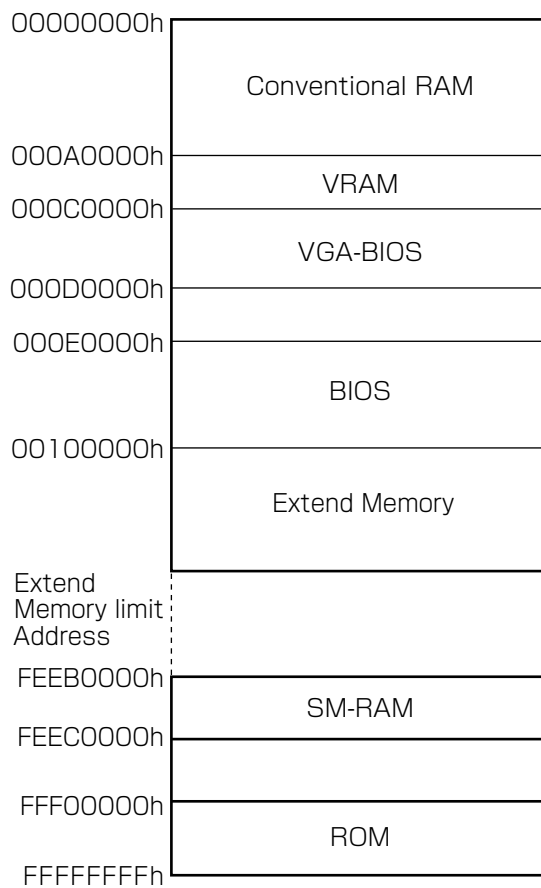 00000000h
Conventional RAM
000A0000h
VRAM
000C0000h
VGA-BIOS
000D0000h
000E0000h
BIOS
00100000h
Extend Memory
Extend
Memory limit
Address
FEEB0000h
SM-RAM
FEEC0000h
FFF00000h
ROM
FFFFFFFFh